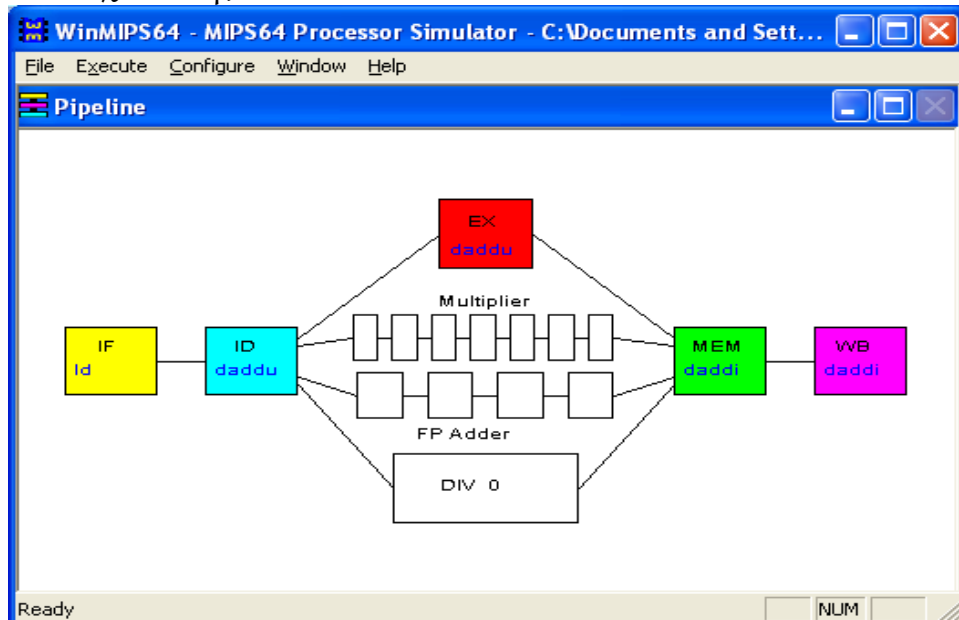 WinMIPS64 - MIPS64 Processor Simulator - C:\Documents and Sett...
File Execute Configure Window Help
Pipeline
EX
daddu
Multiplier
IF
ld
ID
daddu
MEM
daddi
WB
daddi
FP Adder
DIV 0
Ready
NUM